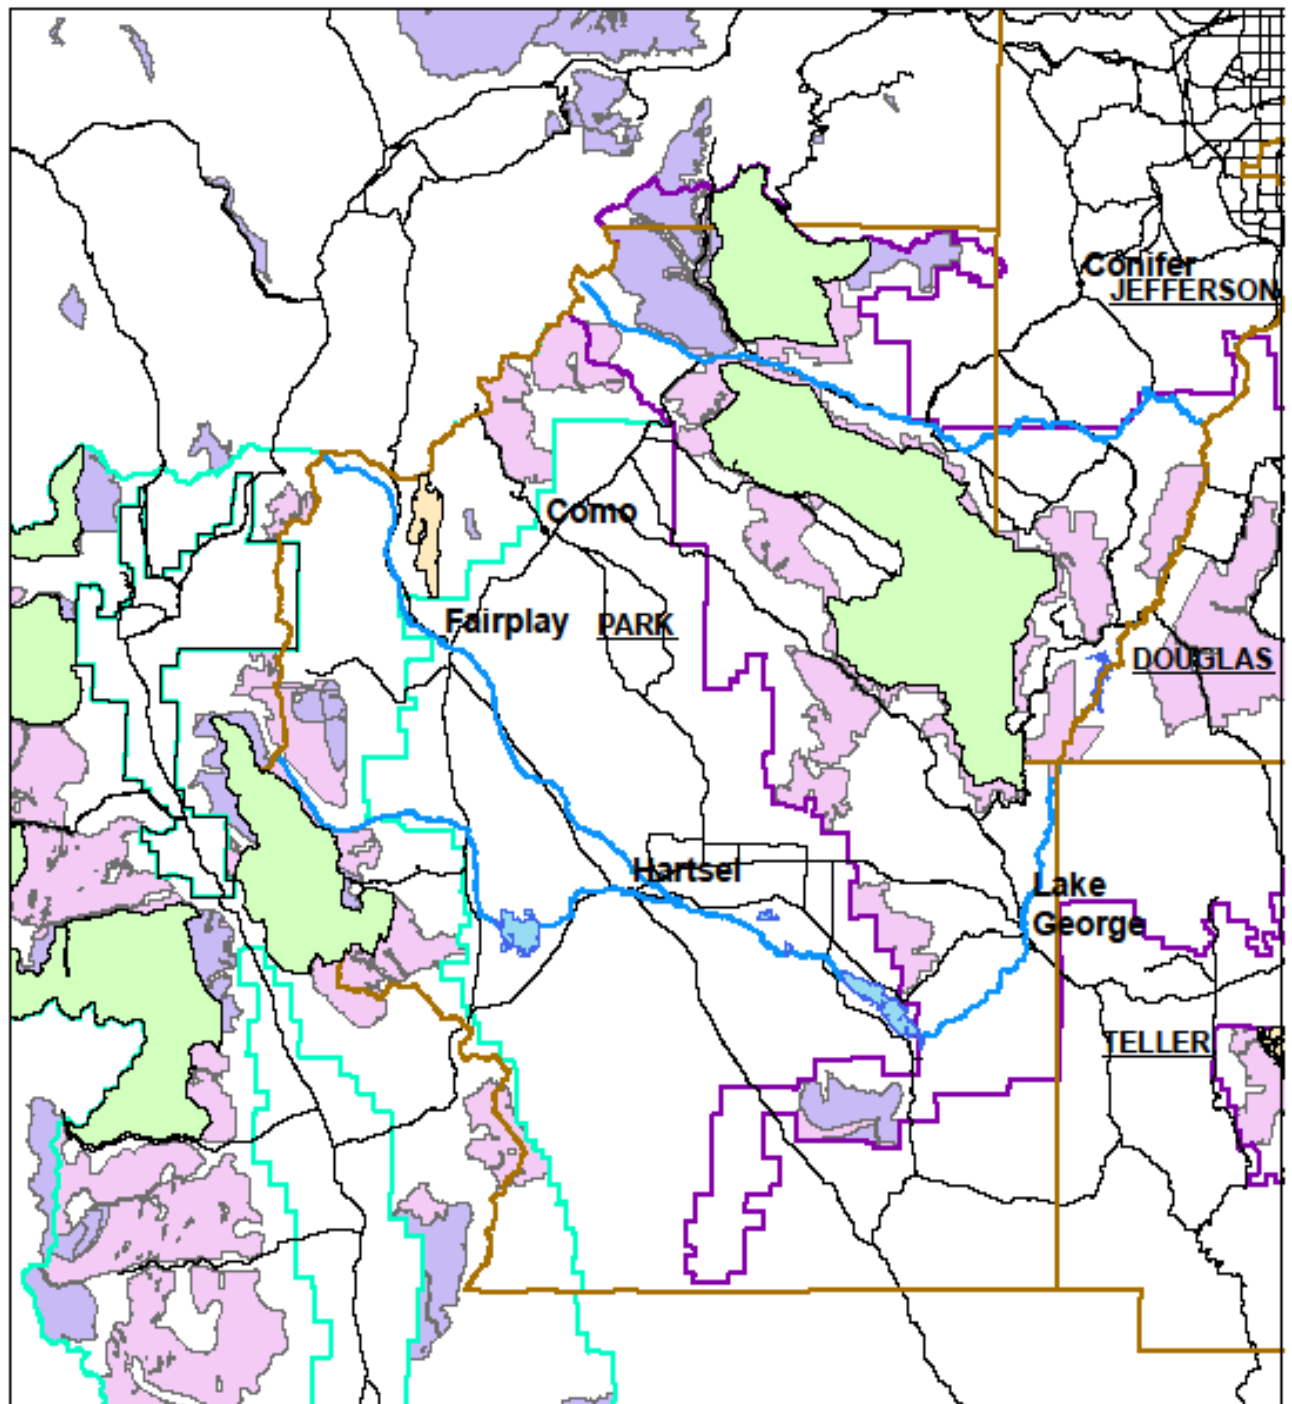 Conifer
JEFFERSON
Como
Fairplay
PARK
DOUGLAS
Hartsel
Lake
George
TELLER